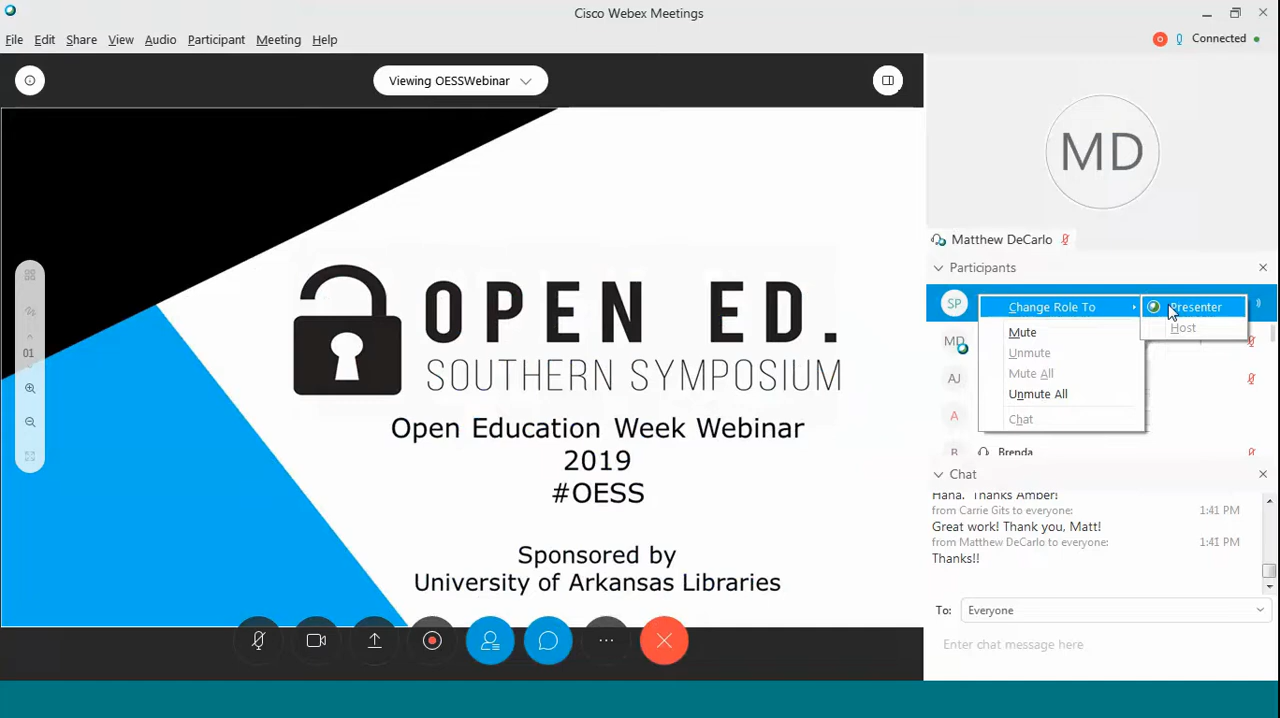 Cisco Webex Meetings
File Edit Share View Audio Participant Meeting Help
Connected
Viewing OESSWebinar
MD
Matthew DeCarlo
Participants
SP
Change Role To
Presenter
Host
Mute
Unmute
Mute All
Unmute All
Chat
MD
AJ
A
B
Brenda
01
OPEN ED.
SOUTHERN SYMPOSIUM
Open Education Week Webinar
2019
#OESS
Sponsored by
University of Arkansas Libraries
Chat
Hana. Thanks Amber!
from Carrie Gits to everyone: 1:41 PM
Great work! Thank you, Matt!
from Matthew DeCarlo to everyone: 1:41 PM
Thanks!!
To: Everyone
Enter chat message here